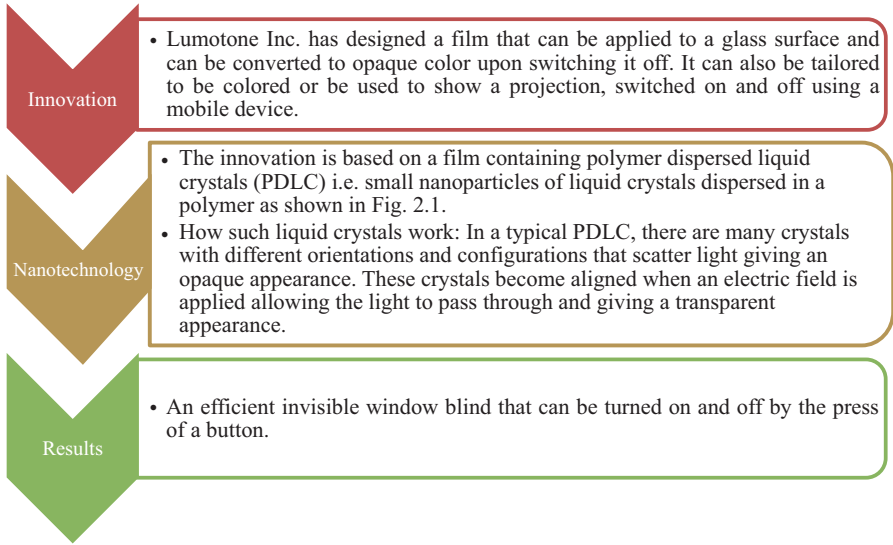 Innovation
• Lumotone Inc. has designed a film that can be applied to a glass surface and
can be converted to opaque color upon switching it off. It can also be tailored
to be colored or be used to show a projection, switched on and off using a
mobile device.
Nanotechnology
• The innovation is based on a film containing polymer dispersed liquid
crystals (PDLC) i.e. small nanoparticles of liquid crystals dispersed in a
polymer as shown in Fig. 2.1.
• How such liquid crystals work: In a typical PDLC, there are many crystals
with different orientations and configurations that scatter light giving an
opaque appearance. These crystals become aligned when an electric field is
applied allowing the light to pass through and giving a transparent
appearance.
Results
• An efficient invisible window blind that can be turned on and off by the press
of a button.